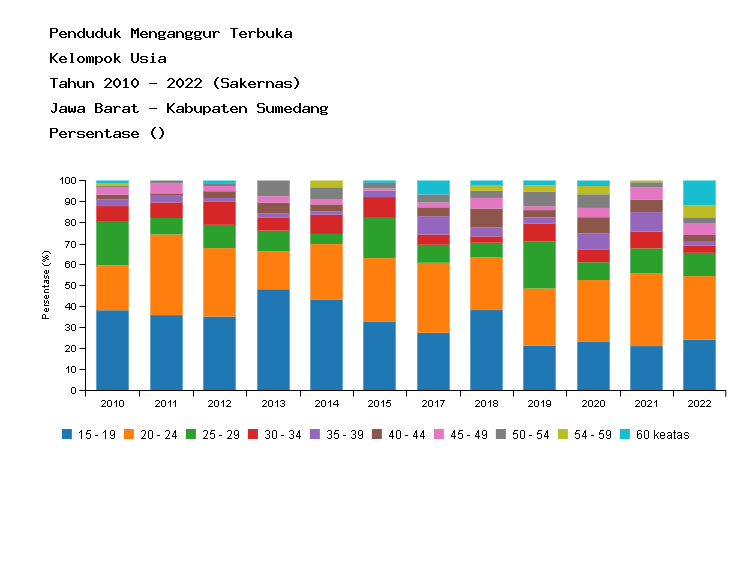 Penduduk Menganggur Terbuka
Kelompok Usia
Tahun 2010 - 2022 (Sakernas)
Jawa Barat - Kabupaten Sumedang
Persentase ()
100
90
80
70
60
50
40
30
20
10
0
Persentase (%)
2010 2011 2012 2013 2014 2015 2017 2018 2019 2020 2021 2022
15 - 19 20 - 24 25 - 29 30 - 34 35 - 39 40 - 44 45 - 49 50 - 54 54 - 59 60 keatas